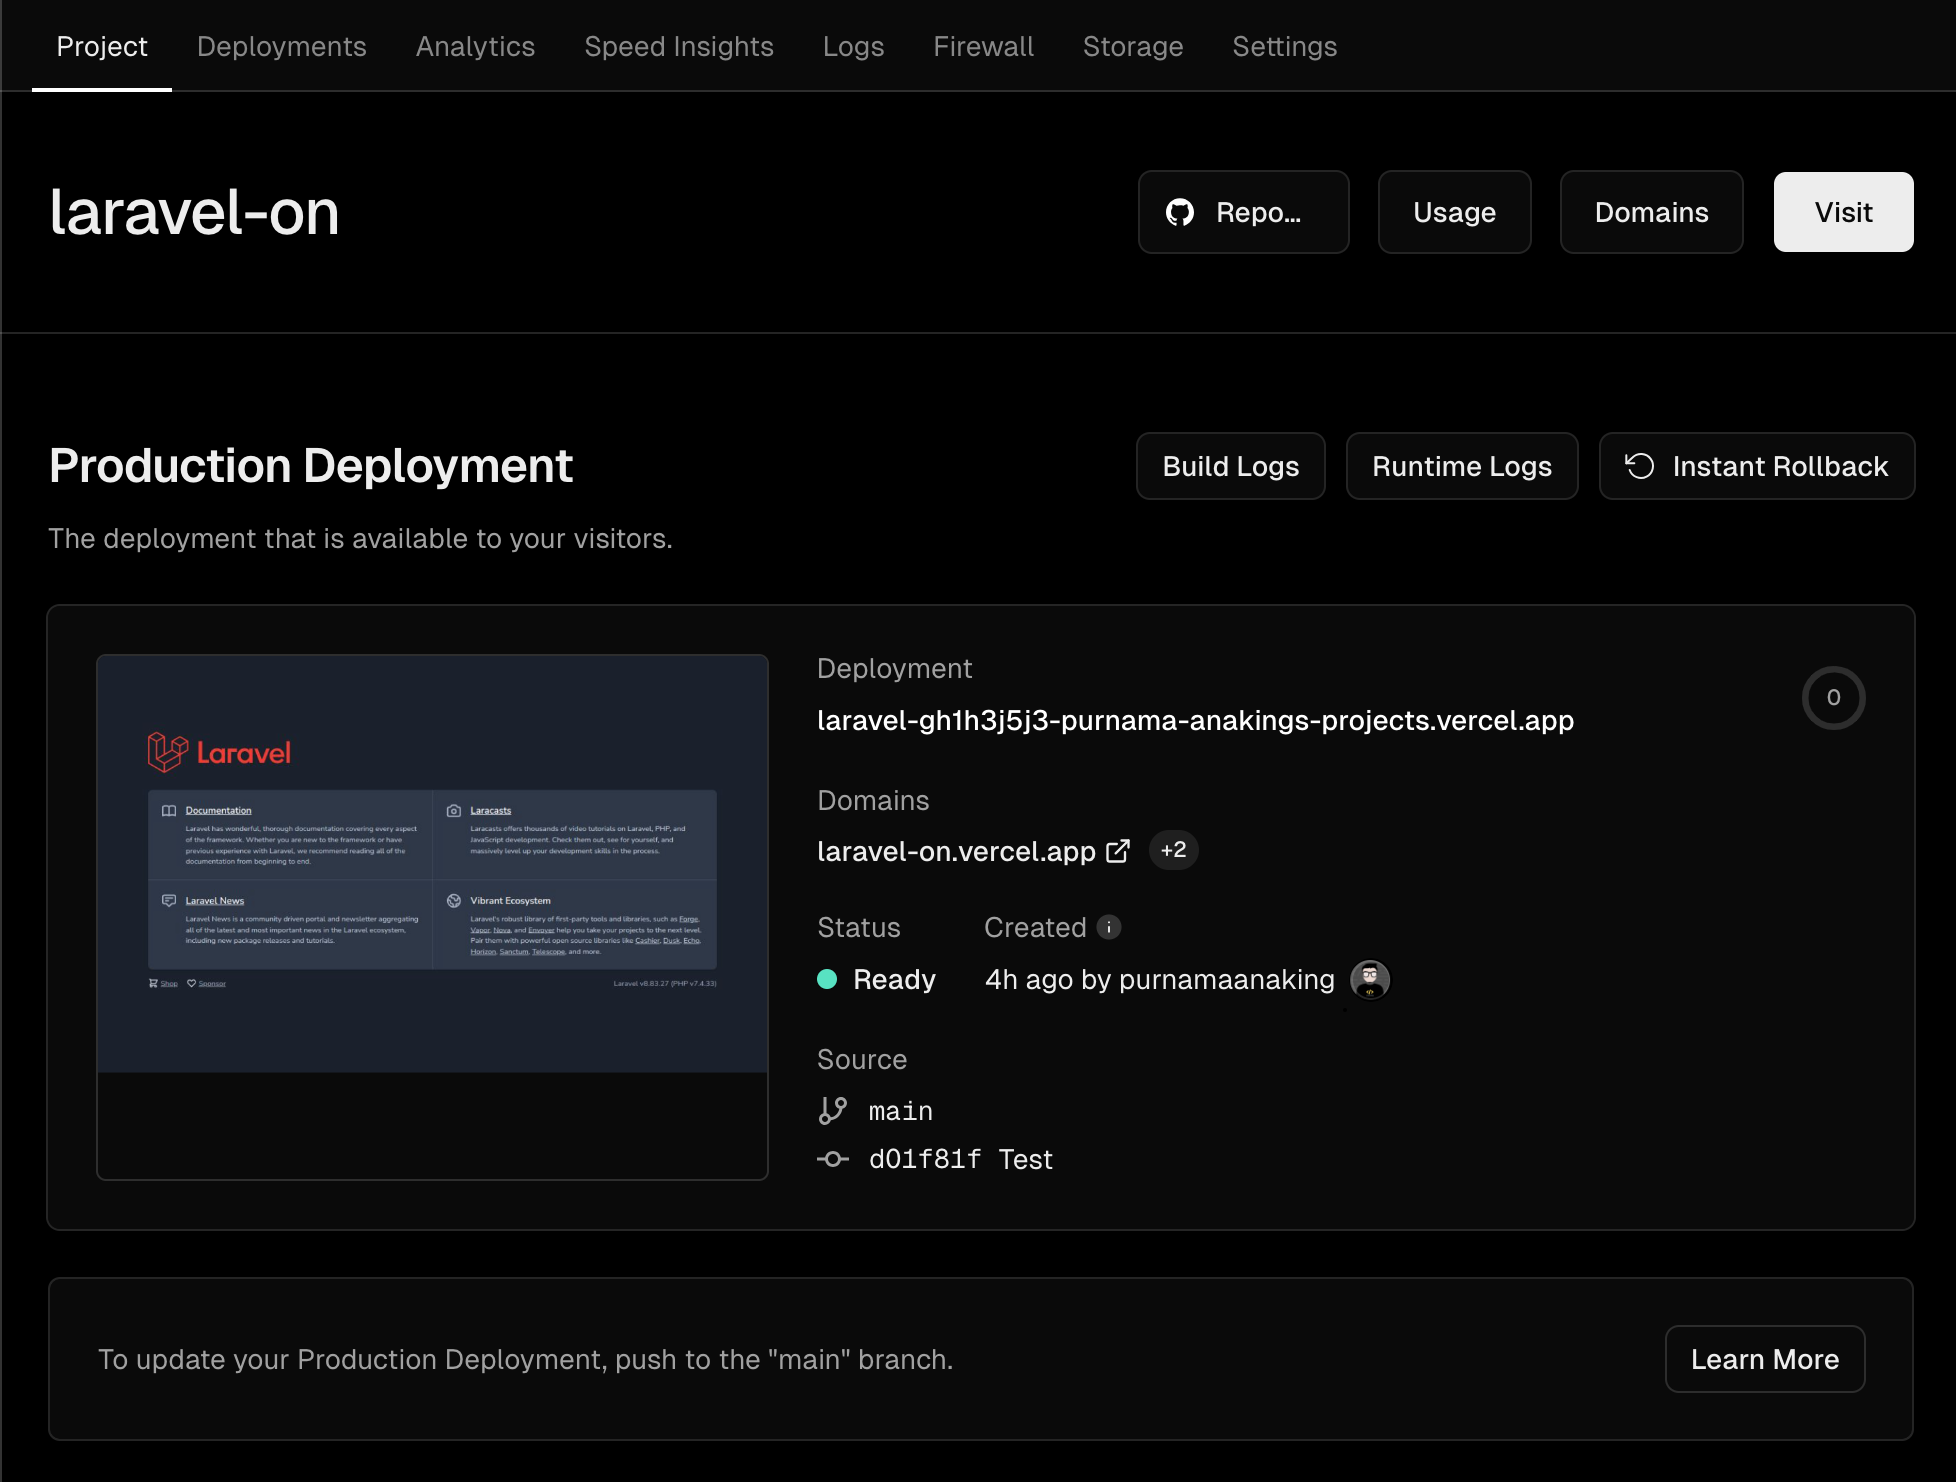 Project Deployments Analytics Speed Insights Logs Firewall Storage Settings
laravel-on
Repo... Usage Domains Visit
Production Deployment
Build Logs Runtime Logs Instant Rollback
The deployment that is available to your visitors.
Laravel
Documentation
Laravel has wonderful, thorough documentation covering every aspect
of the framework. Whether you are new to the framework or have
previous experience with Laravel, we recommend reading all of the
documentation from beginning to end.
Laracasts
Laracasts offers thousands of video tutorials on Laravel, PHP, and
JavaScript development. Check them out, see for yourself, and
massively level up your development skills in the process.
Laravel News
Laravel News is a community driven portal and newsletter aggregating
all of the latest and most important news in the Laravel ecosystem,
including new package releases and tutorials.
Vibrant Ecosystem
Laravel's robust library of first-party tools and libraries, such as Forge,
Vapor, Nova, and Envoyer help you take your projects to the next level.
Pair them with powerful open source libraries like Cashier, Dusk, Echo,
Horizon, Sanctum, Telescope, and more.
Shop Sponsor
Laravel v8.83.27 (PHP v7.4.33)
Deployment
laravel-gh1h3j5j3-purnama-anakings-projects.vercel.app
0
Domains
laravel-on.vercel.app +2
Status Created
Ready 4h ago by purnamaanaking
Source
main
d01f81f Test
To update your Production Deployment, push to the "main" branch.
Learn More